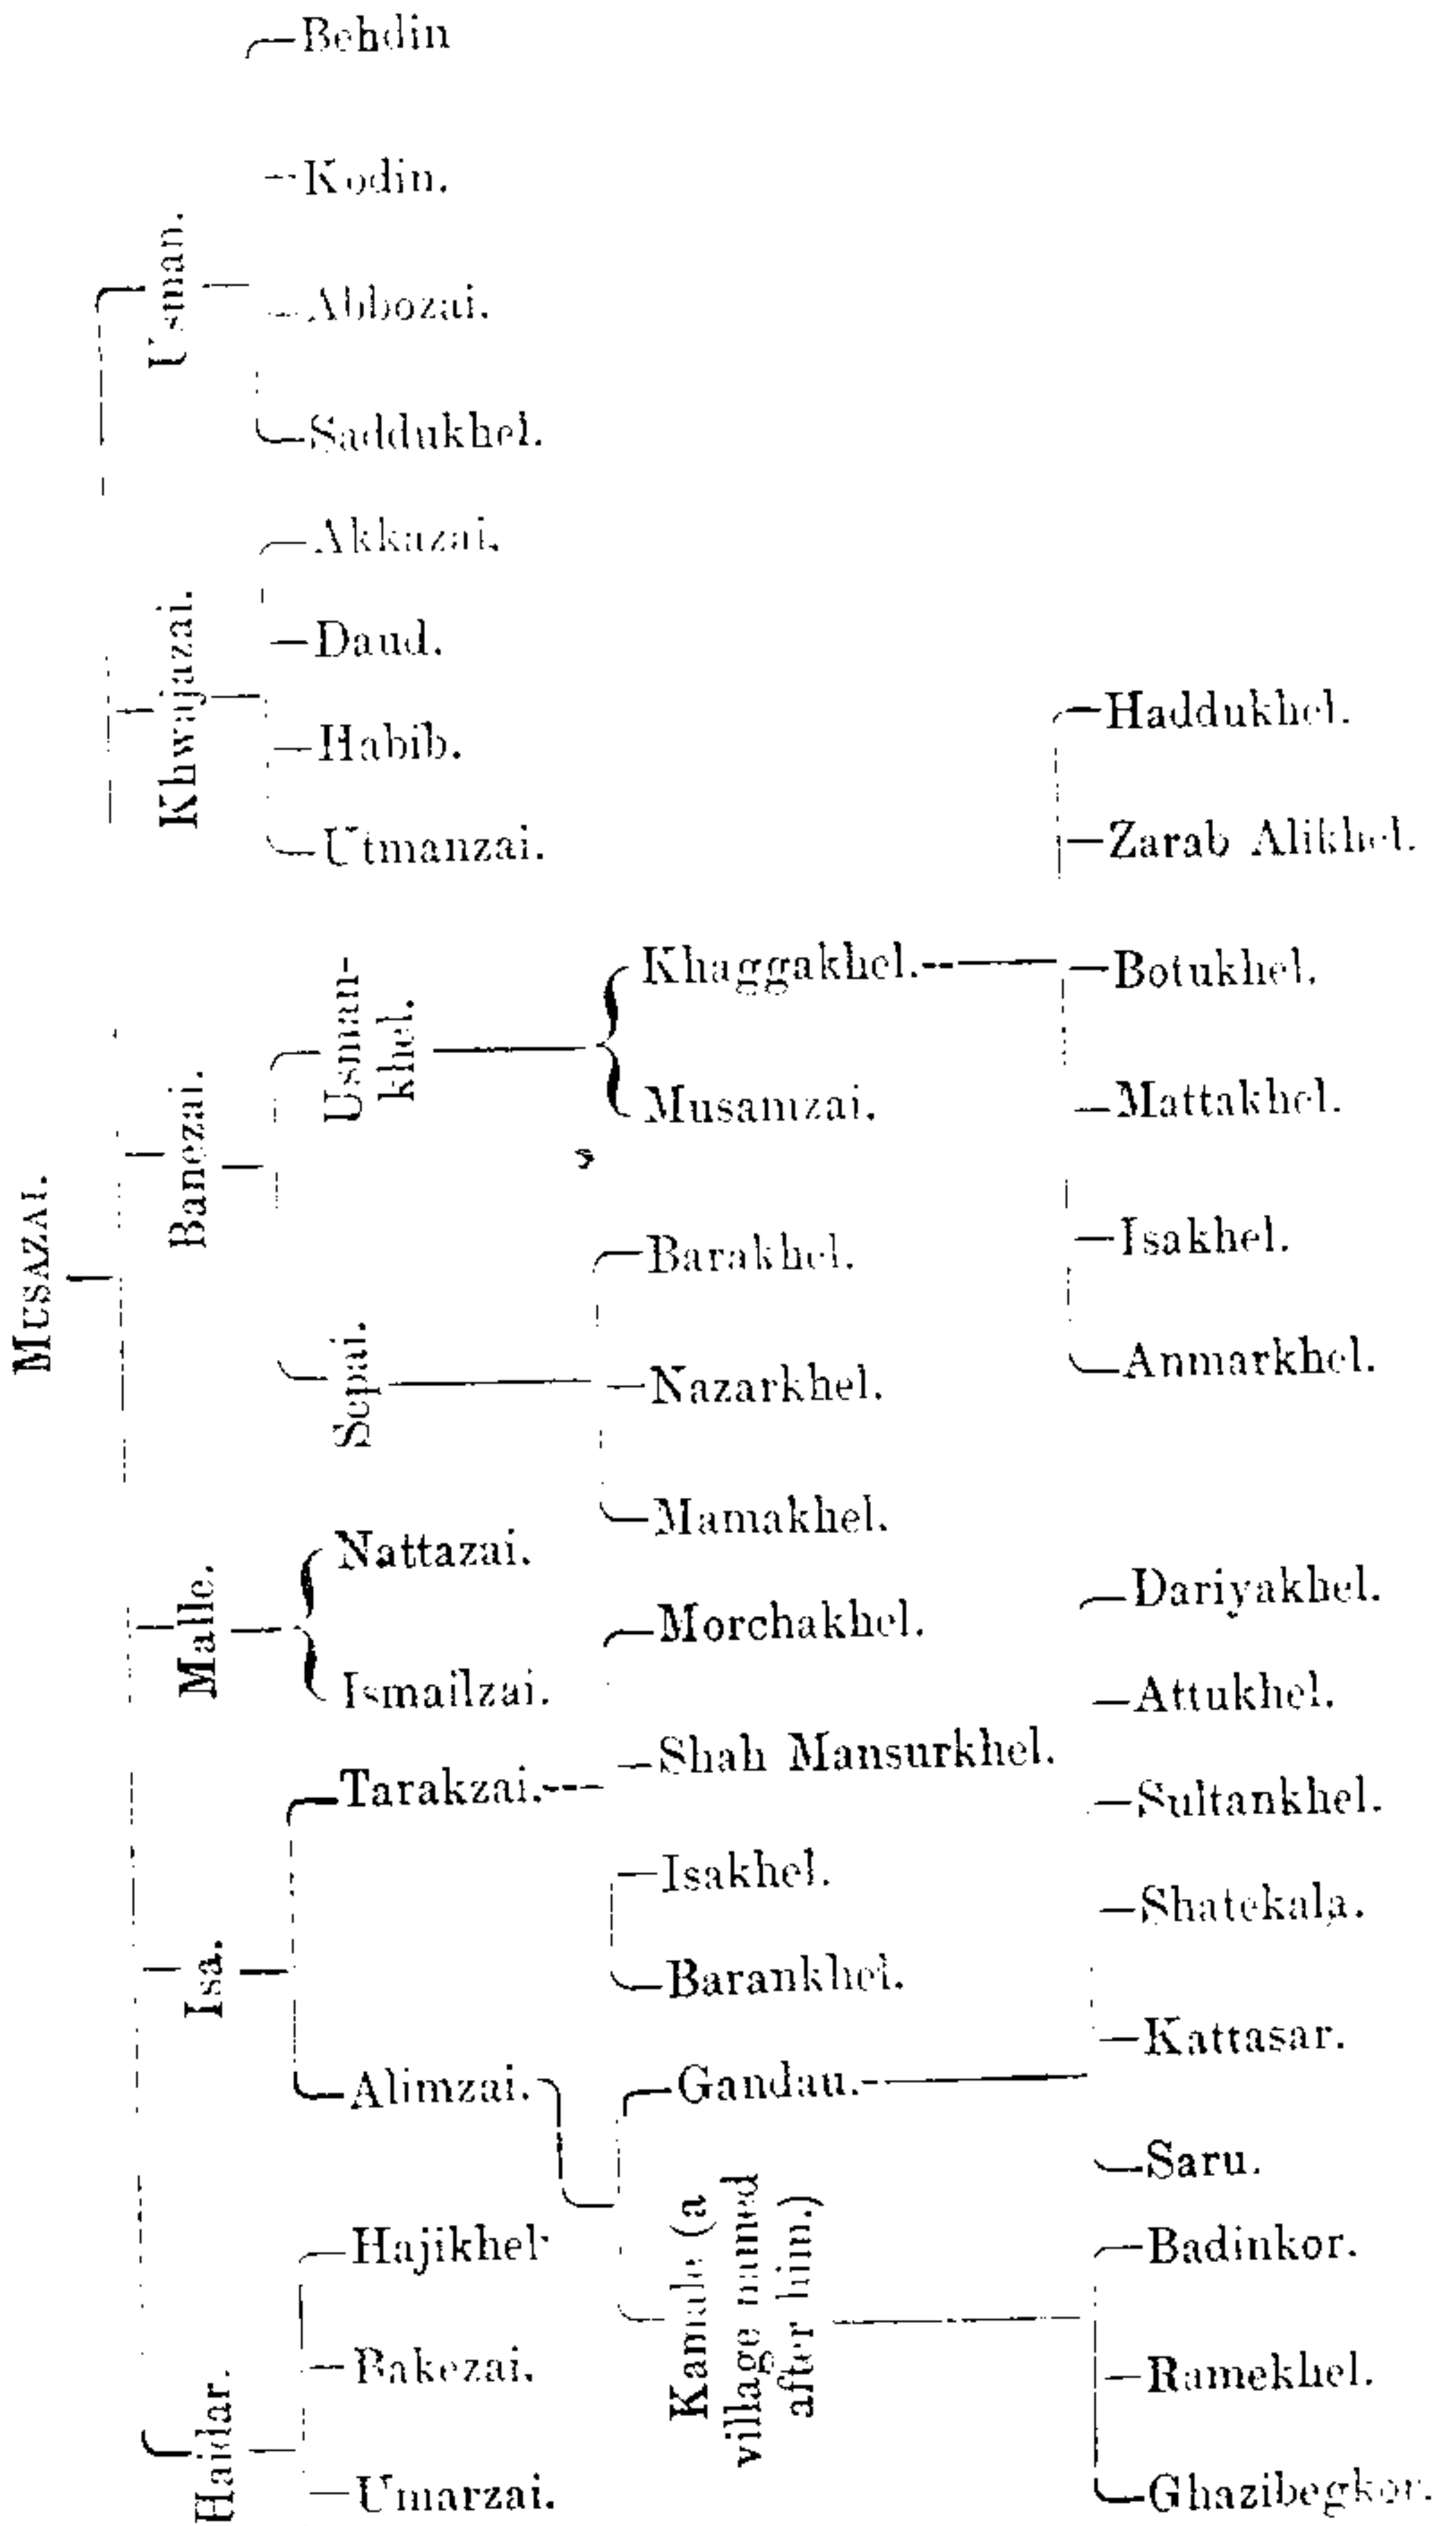 MUSAZAI.
Usman.
Behdin
Kodin.
Abbozai.
Saddukhel.
Khwajazai.
Akkazai.
Daud.
Habib.
Utmanzai.
Banezai.
Usman-
khel.
Khaggakhel.
Haddukhel.
Zarab Alikhel.
Botukhel.
Mattakhel.
Isakhel.
Anmarkhel.
Musamzai.
Sepai.
Barakhel.
Nazarkhel.
Mamakhel.
Malle.
Nattazai.
Ismailzai.
Isa.
Tarakzai.
Morchakhel.
Shah Mansurkhel.
Isakhel.
Barankhel.
Alimzai.
Gandau.
Dariyakhel.
Attukhel.
Sultankhel.
Shatekala.
Kattasar.
Saru.
Kamale (a
village named
after him.)
Badinkor.
Ramekhel.
Ghazibegkor.
Haidar.
Hajikhel
Bakezai.
Umarzai.